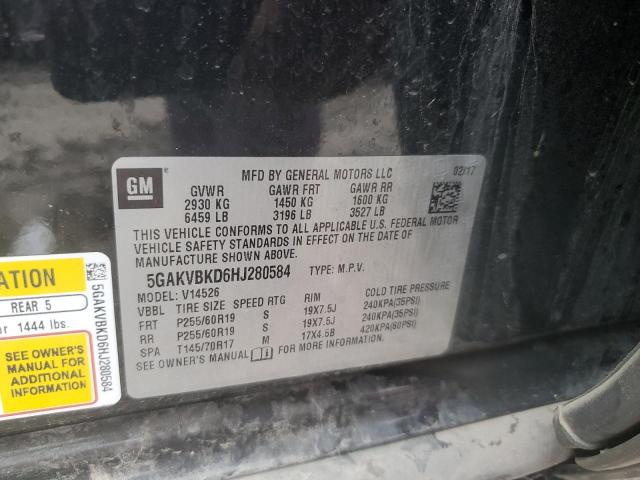 GM
MFD BY GENERAL MOTORS LLC
02/17
GVWR GAWR FRT GAWR RR
2930 KG 1450 KG 1600 KG
6459 LB 3196 LB 3527 LB
THIS VEHICLE CONFORMS TO ALL APPLICABLE U.S. FEDERAL MOTOR
VEHICLE SAFETY STANDARDS IN EFFECT ON THE DATE OF
MANUFACTURE SHOWN ABOVE.
5GAKVBKD6HJ280584 TYPE: M.P.V.
MODEL: V14526
VBBL TIRE SIZE SPEED RTG RIM COLD TIRE PRESSURE
FRT P255/60R19 S 19X7.5J 240KPA(35PSI)
RR P255/60R19 S 19X7.5J 240KPA(35PSI)
SPA T145/70R17 M 17X4.5B 420KPA(60PSI)
SEE OWNER'S MANUAL FOR MORE INFORMATION.
ATION
REAR 5
or 1444 lbs.
SEE OWNER'S
MANUAL FOR
ADDITIONAL
INFORMATION
5GAKVBKD6HJ280584